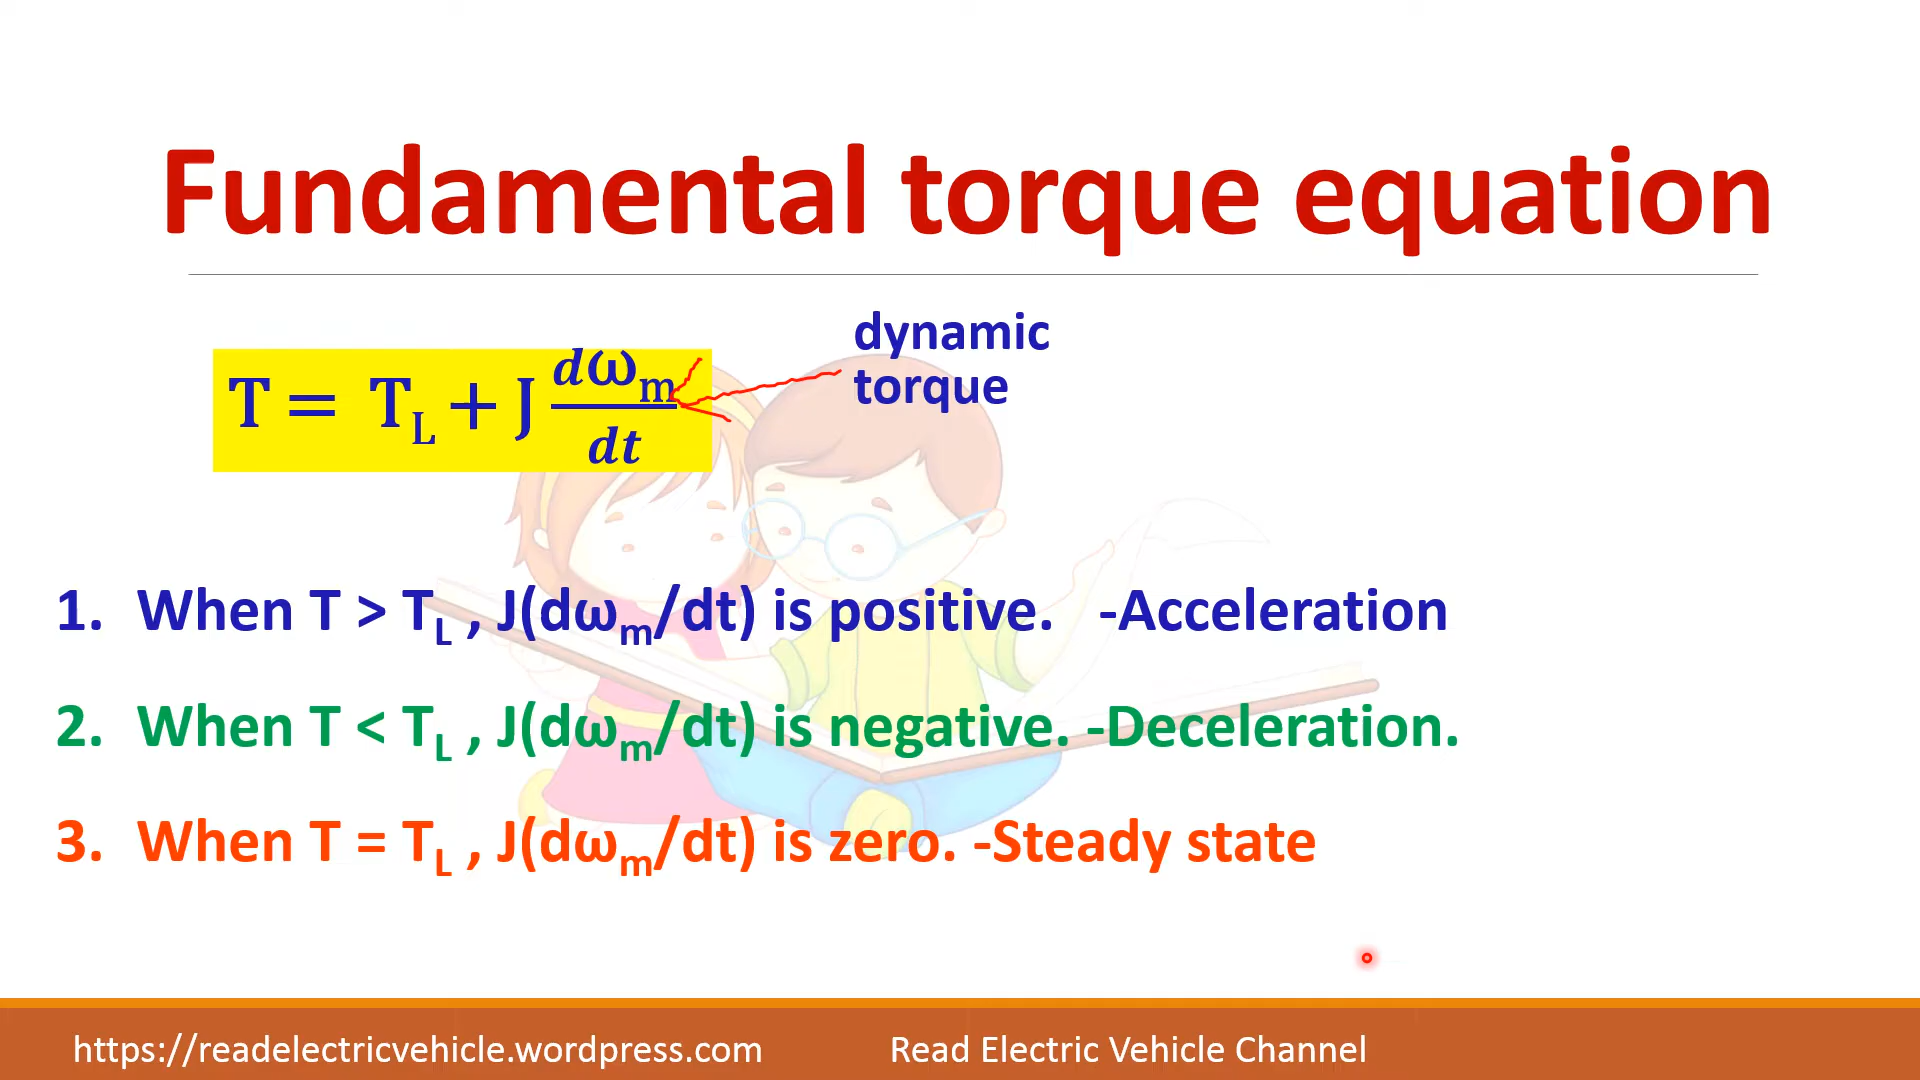 Fundamental torque equation
dynamic
torque
T = T_L + J dω_m/dt
1. When T > T_L , J(dω_m/dt) is positive. -Acceleration
2. When T < T_L , J(dω_m/dt) is negative. -Deceleration.
3. When T = T_L , J(dω_m/dt) is zero. -Steady state
https://readelectricvehicle.wordpress.com
Read Electric Vehicle Channel